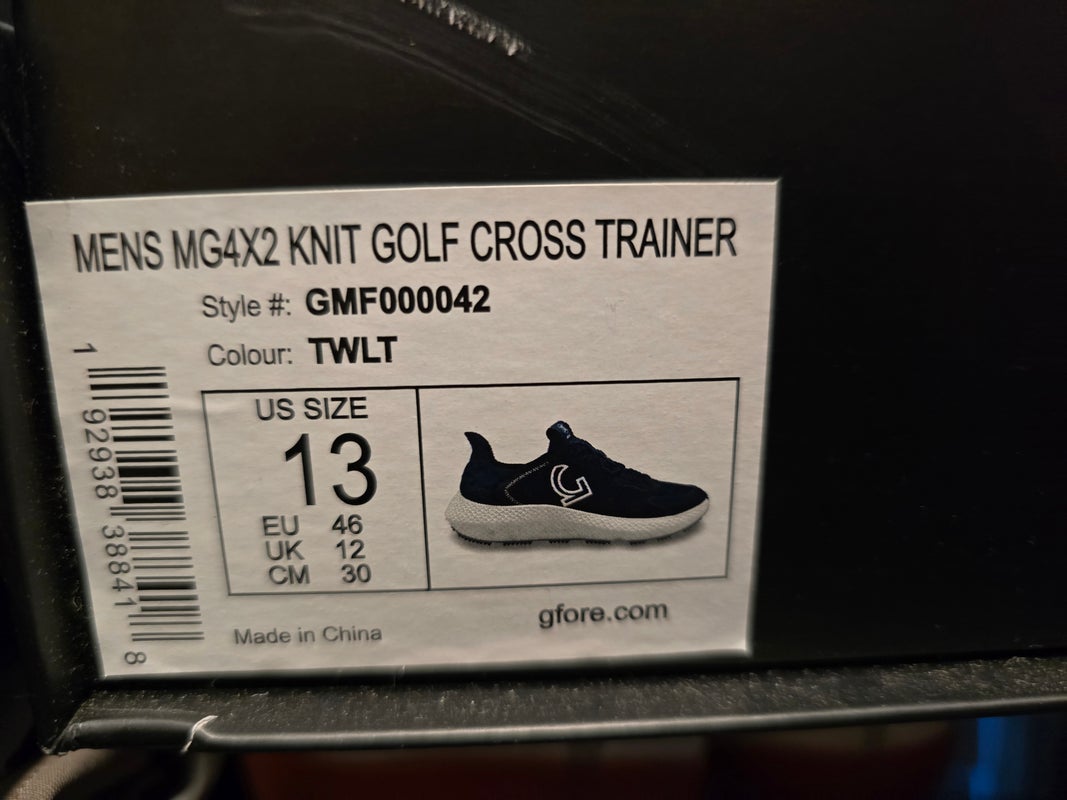 MENS MG4X2 KNIT GOLF CROSS TRAINER
Style #: GMF000042
Colour: TWLT
1 92938 38841 8
US SIZE
13
EU 46
UK 12
CM 30
Made in China
gfore.com